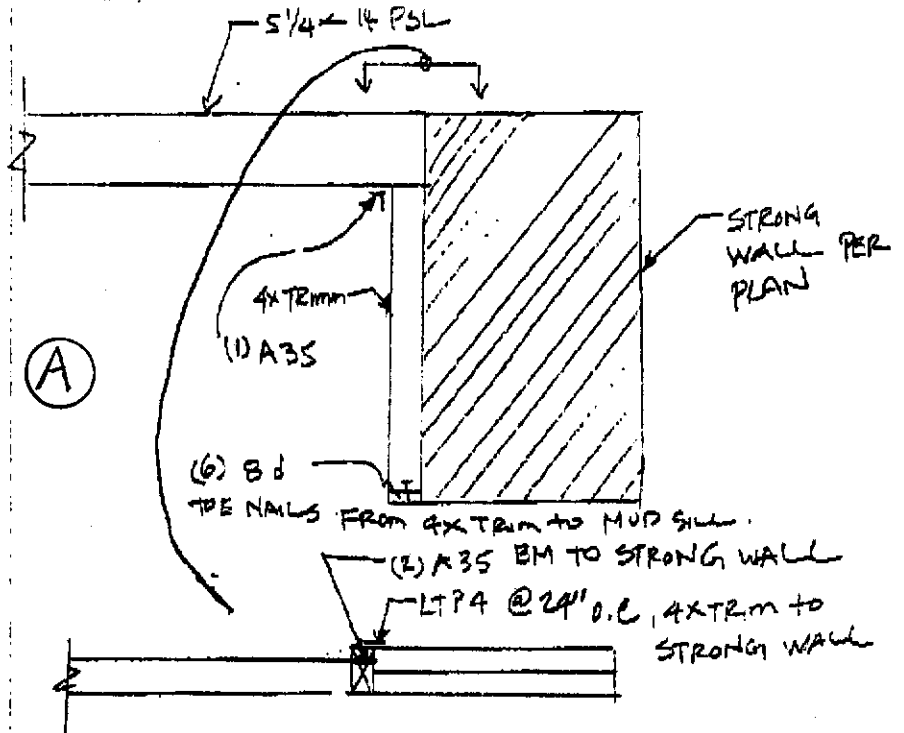 5 1/4 x 14 PSL
STRONG
WALL PER
PLAN
4x TRIMM
(1) A35
A
(6) 8d
TOE NAILS FROM 4x TRIM TO MUD SILL.
(2) A35 BM TO STRONG WALL
LTP4 @ 24" O.C, 4x TRIM to
STRONG WALL